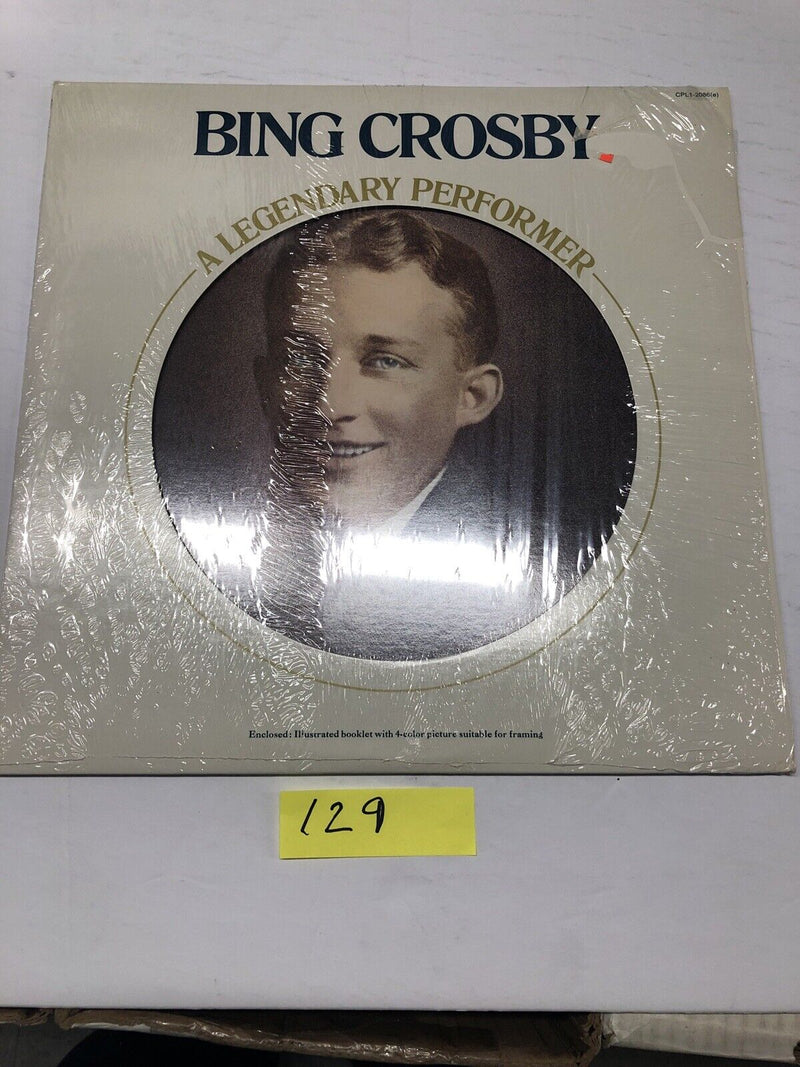 CPL1-2086(e)
BING CROSBY
A LEGENDARY PERFORMER
Enclosed: Illustrated booklet with 4-color picture suitable for framing
129